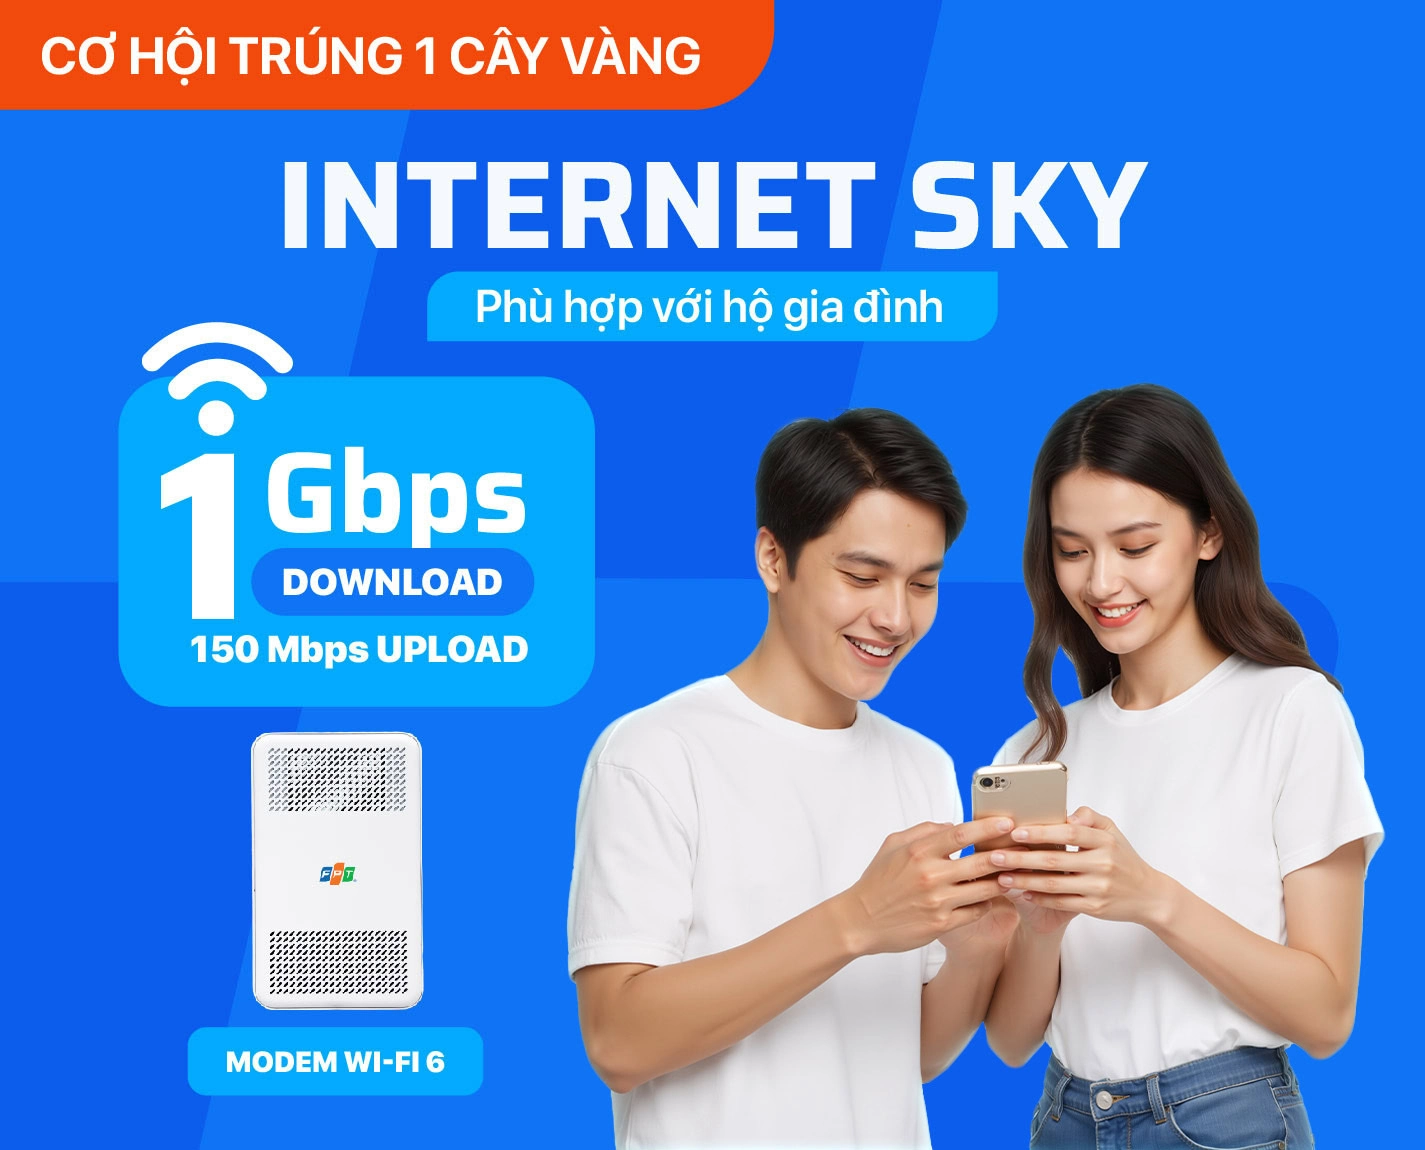 CƠ HỘI TRÚNG 1 CÂY VÀNG
INTERNET SKY
Phù hợp với hộ gia đình
1 Gbps
DOWNLOAD
150 Mbps UPLOAD
FPT
MODEM WI-FI 6